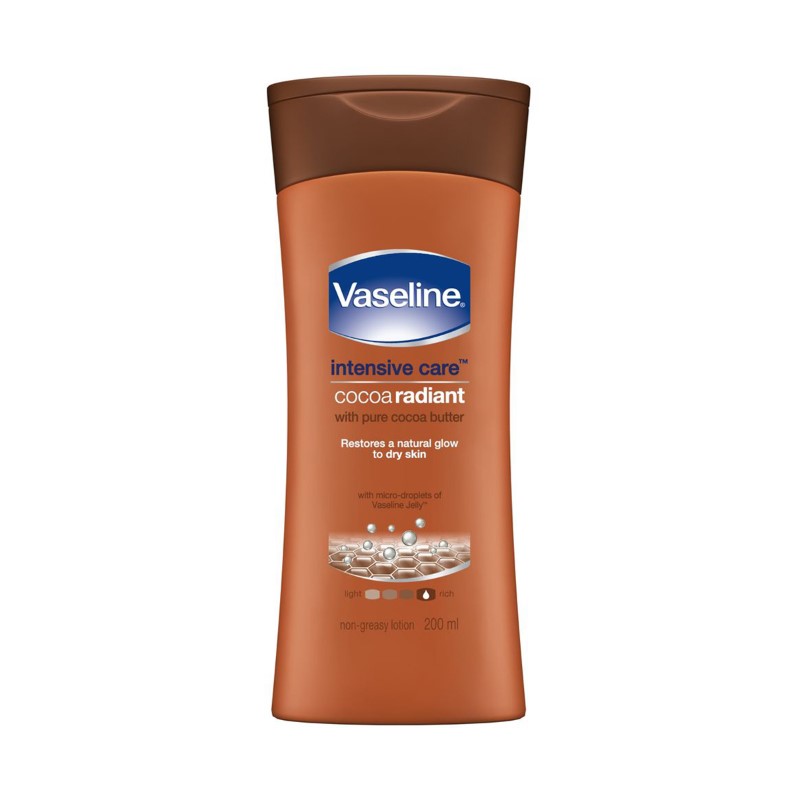 Vaseline®
intensive care™
cocoa radiant
with pure cocoa butter
Restores a natural glow
to dry skin
with micro-droplets of
Vaseline Jelly™
light rich
non-greasy lotion 200 ml